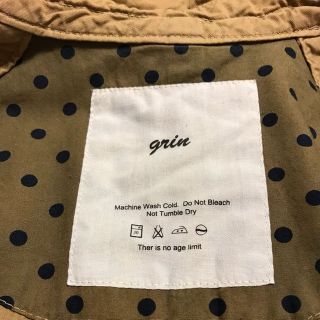 grin
Machine Wash Cold. Do Not Bleach
Not Tumble Dry
Ther is no age limit